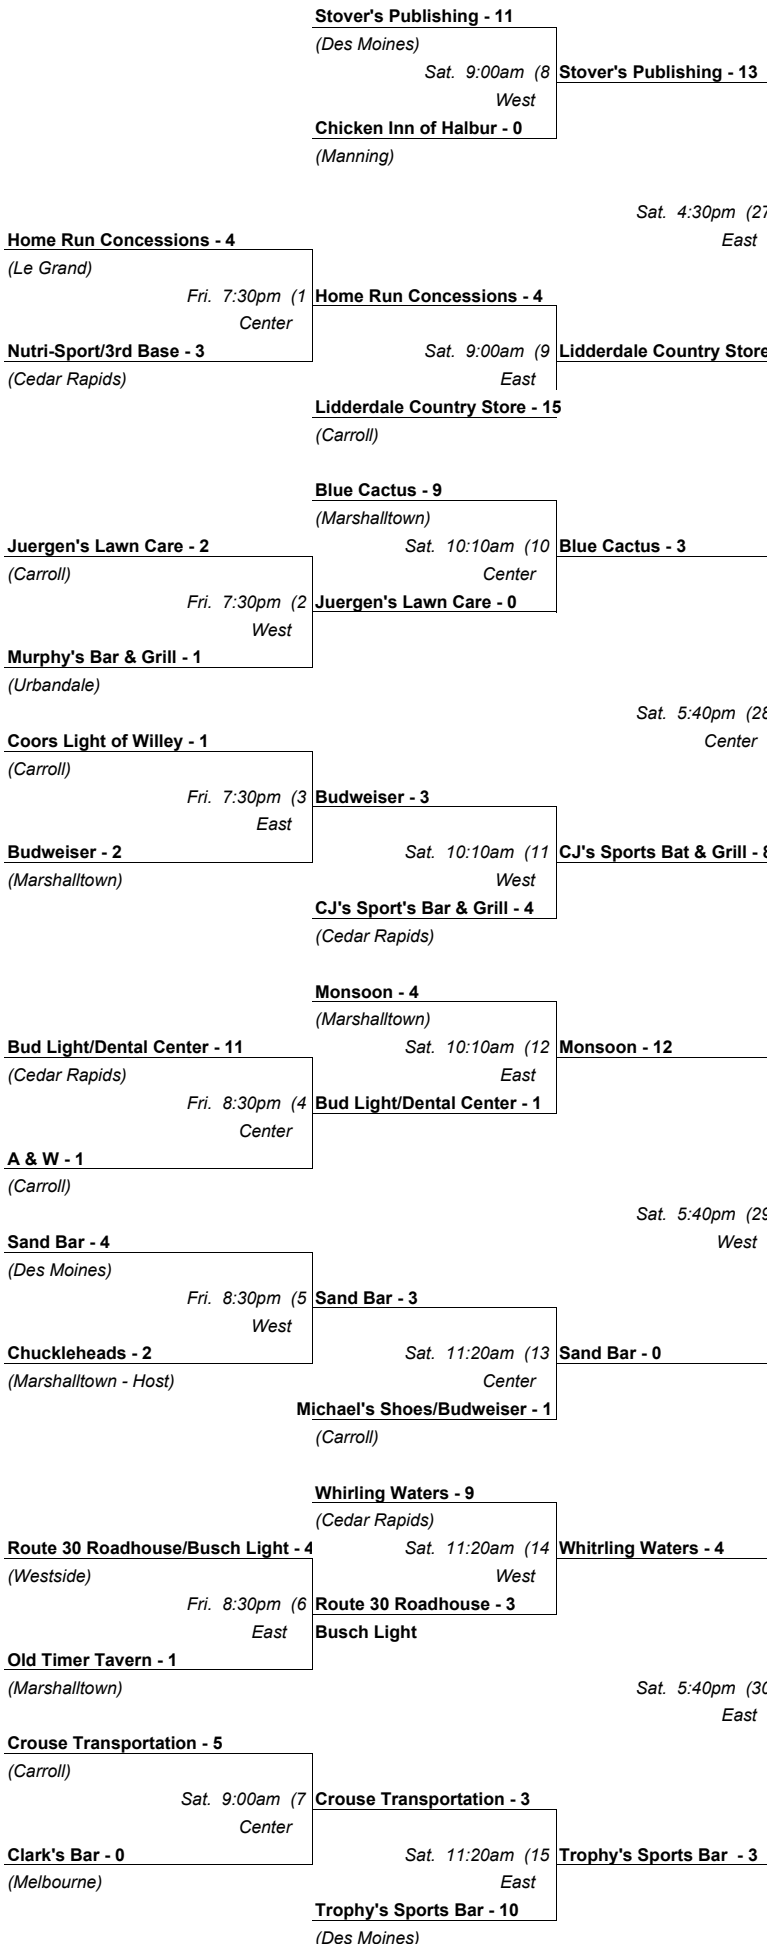 Stover's Publishing - 11
(Des Moines)
Sat. 9:00am (8 Stover's Publishing - 13
West
Chicken Inn of Halbur - 0
(Manning)
Sat. 4:30pm (27
Home Run Concessions - 4 East
(Le Grand)
Fri. 7:30pm (1 Home Run Concessions - 4
Center
Nutri-Sport/3rd Base - 3 Sat. 9:00am (9 Lidderdale Country Store
(Cedar Rapids) East
Lidderdale Country Store - 15
(Carroll)
Blue Cactus - 9
(Marshalltown)
Juergen's Lawn Care - 2 Sat. 10:10am (10 Blue Cactus - 3
(Carroll) Center
Fri. 7:30pm (2 Juergen's Lawn Care - 0
West
Murphy's Bar & Grill - 1
(Urbandale)
Sat. 5:40pm (28
Coors Light of Willey - 1 Center
(Carroll)
Fri. 7:30pm (3 Budweiser - 3
East
Budweiser - 2 Sat. 10:10am (11 CJ's Sports Bat & Grill - 8
(Marshalltown) West
CJ's Sport's Bar & Grill - 4
(Cedar Rapids)
Monsoon - 4
(Marshalltown)
Bud Light/Dental Center - 11 Sat. 10:10am (12 Monsoon - 12
(Cedar Rapids) East
Fri. 8:30pm (4 Bud Light/Dental Center - 1
Center
A & W - 1
(Carroll)
Sat. 5:40pm (29
Sand Bar - 4 West
(Des Moines)
Fri. 8:30pm (5 Sand Bar - 3
West
Chuckleheads - 2 Sat. 11:20am (13 Sand Bar - 0
(Marshalltown - Host) Center
Michael's Shoes/Budweiser - 1
(Carroll)
Whirling Waters - 9
(Cedar Rapids)
Route 30 Roadhouse/Busch Light - 4 Sat. 11:20am (14 Whitrling Waters - 4
(Westside) West
Fri. 8:30pm (6 Route 30 Roadhouse - 3
East Busch Light
Old Timer Tavern - 1
(Marshalltown) Sat. 5:40pm (30
East
Crouse Transportation - 5
(Carroll)
Sat. 9:00am (7 Crouse Transportation - 3
Center
Clark's Bar - 0 Sat. 11:20am (15 Trophy's Sports Bar - 3
(Melbourne) East
Trophy's Sports Bar - 10
(Des Moines)